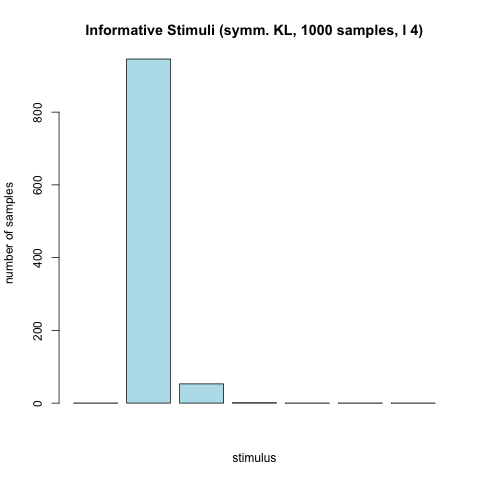 Informative Stimuli (symm. KL, 1000 samples, l 4)
number of samples
800
600
400
200
0
stimulus